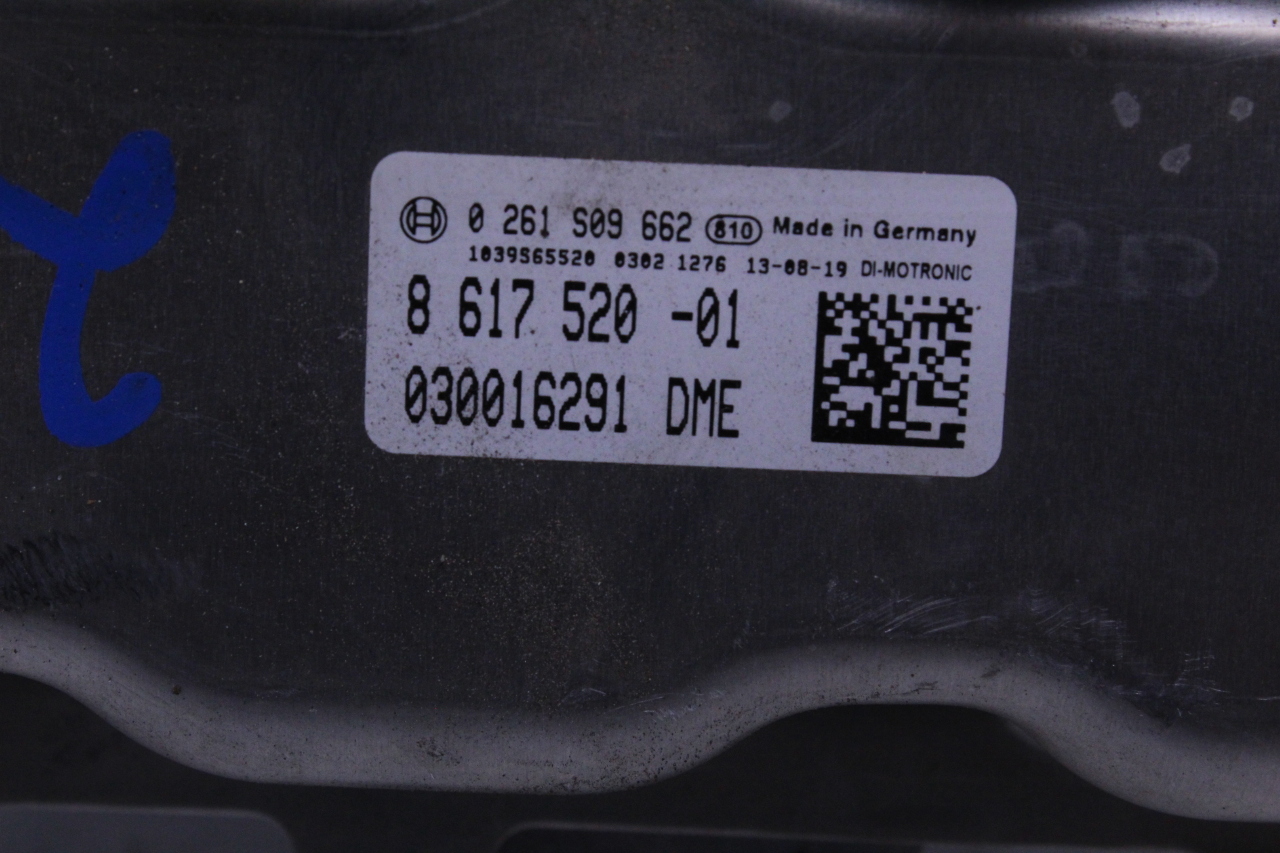 0 261 S09 662 810 Made in Germany
1039S65520 0302 1276 13-08-19 DI-MOTRONIC
8 617 520 -01
030016291 DME